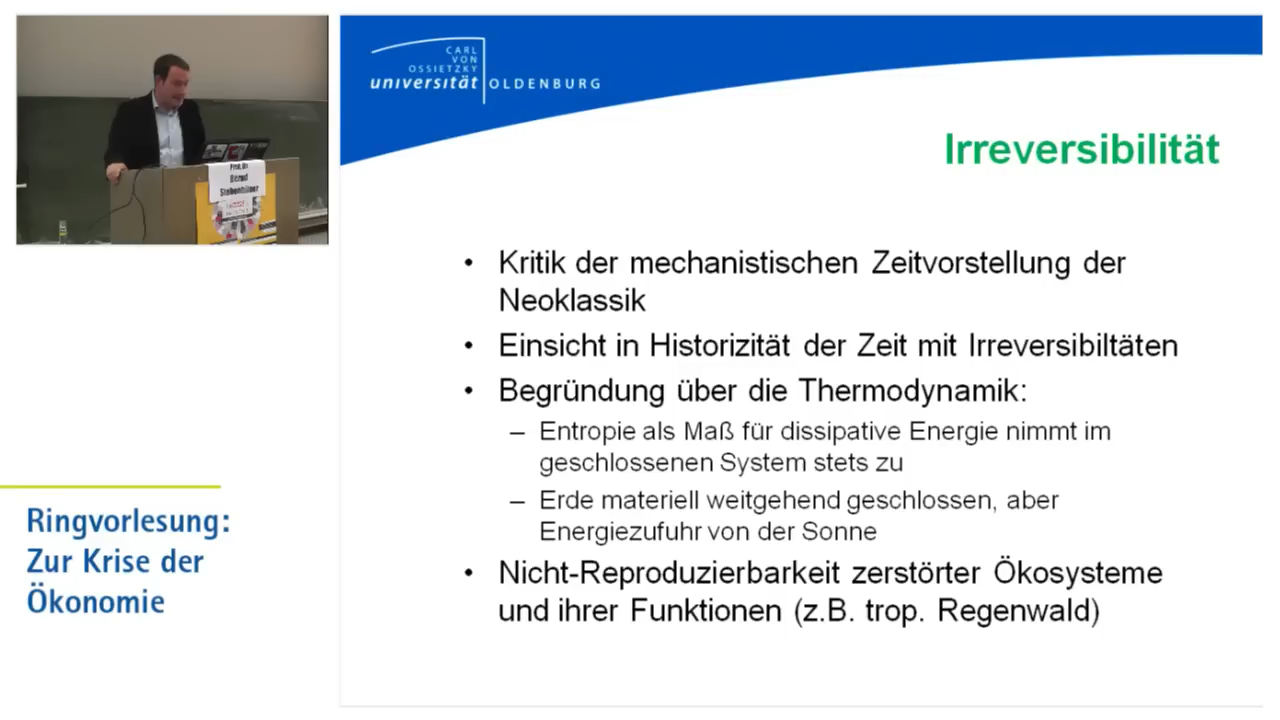 CARL
VON
OSSIETZKY
universität OLDENBURG
Irreversibilität
Prof. Dr.
Bernd
Siebenhüner
• Kritik der mechanistischen Zeitvorstellung der
Neoklassik
• Einsicht in Historizität der Zeit mit Irreversibiltäten
• Begründung über die Thermodynamik:
– Entropie als Maß für dissipative Energie nimmt im
geschlossenen System stets zu
– Erde materiell weitgehend geschlossen, aber
Energiezufuhr von der Sonne
• Nicht-Reproduzierbarkeit zerstörter Ökosysteme
und ihrer Funktionen (z.B. trop. Regenwald)
Ringvorlesung:
Zur Krise der
Ökonomie